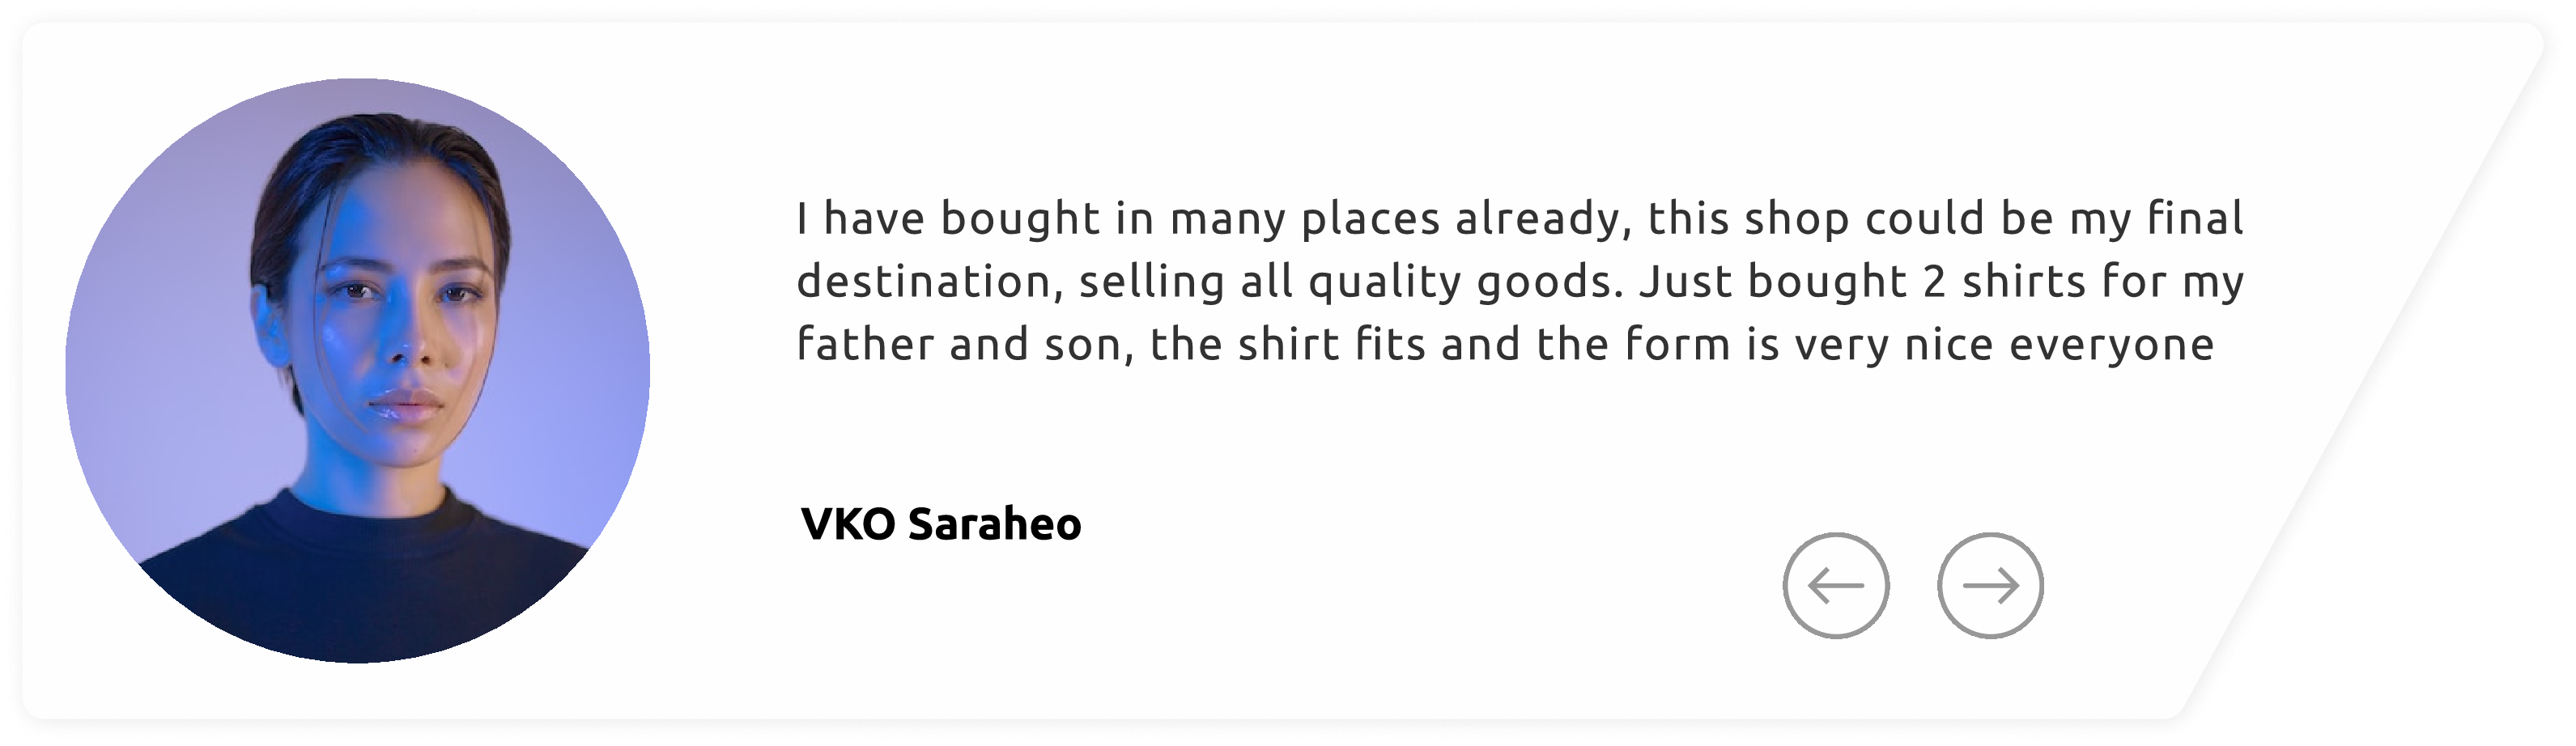 I have bought in many places already, this shop could be my final
destination, selling all quality goods. Just bought 2 shirts for my
father and son, the shirt fits and the form is very nice everyone
VKO Saraheo